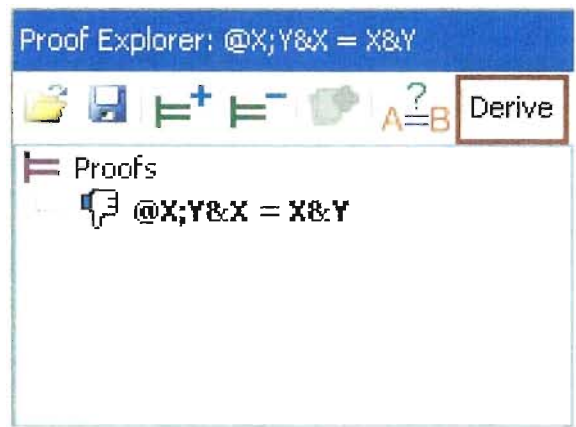 Proof Explorer: @X;Y&X = X&Y
A?=B Derive
Proofs
@X;Y&X = X&Y